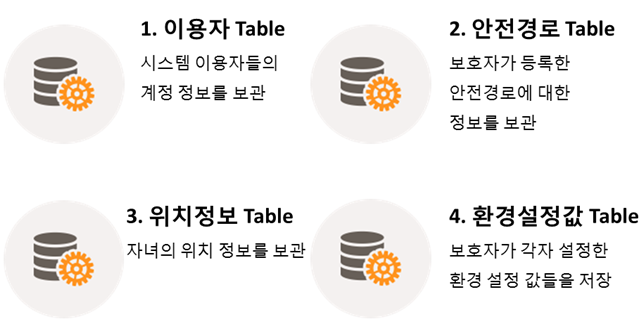 1. 이용자 Table
시스템 이용자들의
계정 정보를 보관
2. 안전경로 Table
보호자가 등록한
안전경로에 대한
정보를 보관
3. 위치정보 Table
자녀의 위치 정보를 보관
4. 환경설정값 Table
보호자가 각자 설정한
환경 설정 값들을 저장